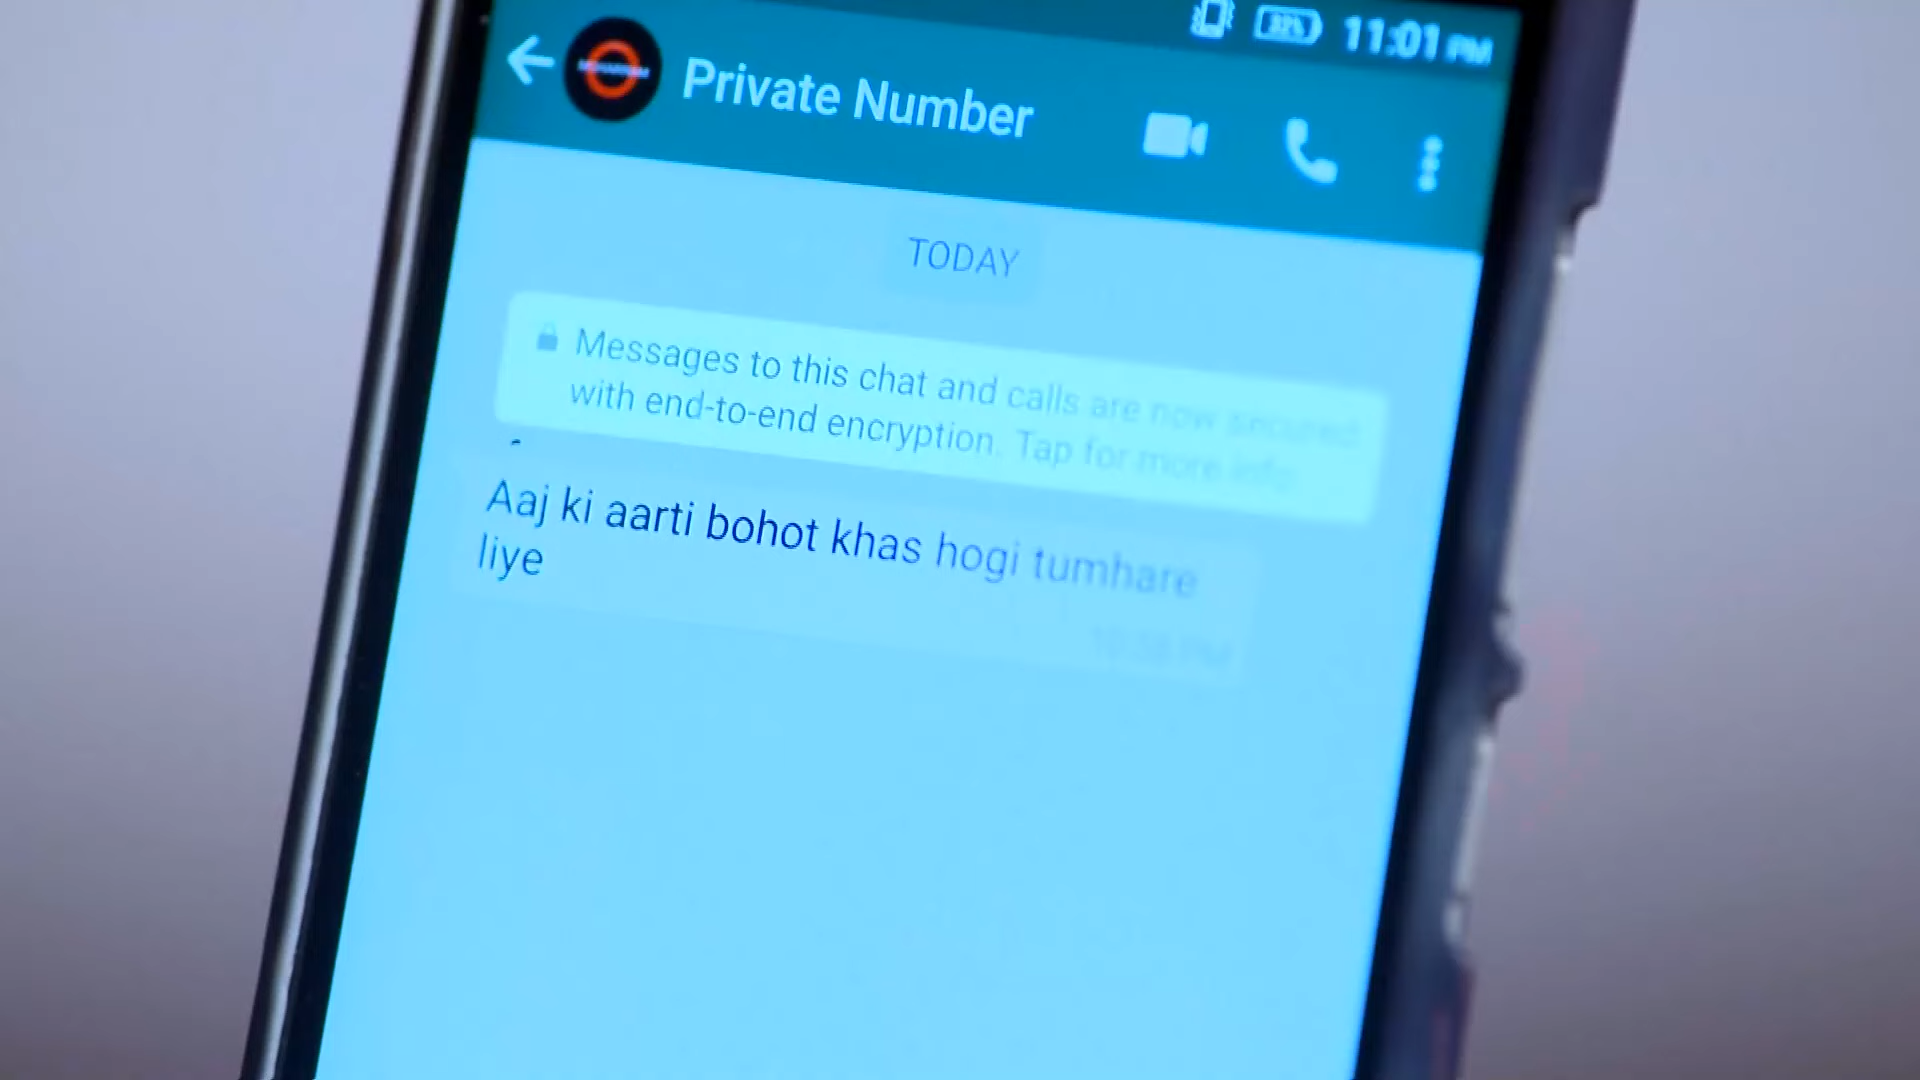 11:01 PM
Private Number
TODAY
Messages to this chat and calls are now secured
with end-to-end encryption. Tap for more info.
Aaj ki aarti bohot khas hogi tumhare
liye